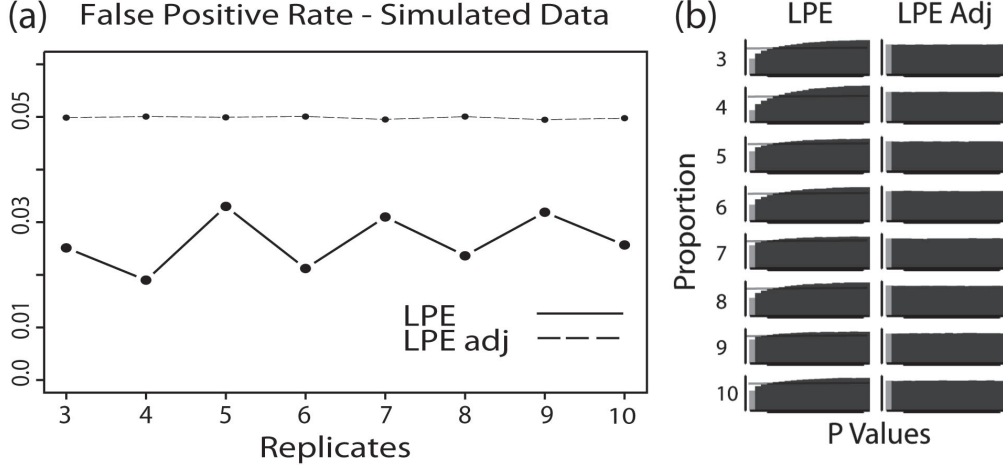 (a) False Positive Rate - Simulated Data
0.05
0.03
0.01
0.0
LPE
LPE adj
3 4 5 6 7 8 9 10
Replicates
(b) LPE LPE Adj
Proportion
3
4
5
6
7
8
9
10
P Values